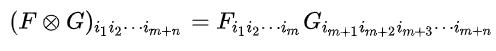 (F ⊗ G)_{i_1 i_2 ⋯ i_{m+n}} = F_{i_1 i_2 ⋯ i_m} G_{i_{m+1} i_{m+2} i_{m+3} ⋯ i_{m+n}}